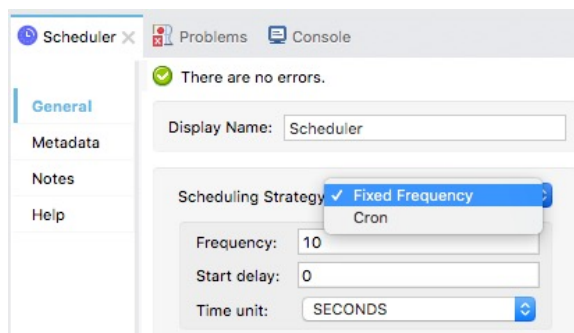 Scheduler Problems Console
There are no errors.
General
Display Name: Scheduler
Metadata
Notes
Scheduling Strategy ✓ Fixed Frequency
Help
Cron
Frequency: 10
Start delay: 0
Time unit: SECONDS